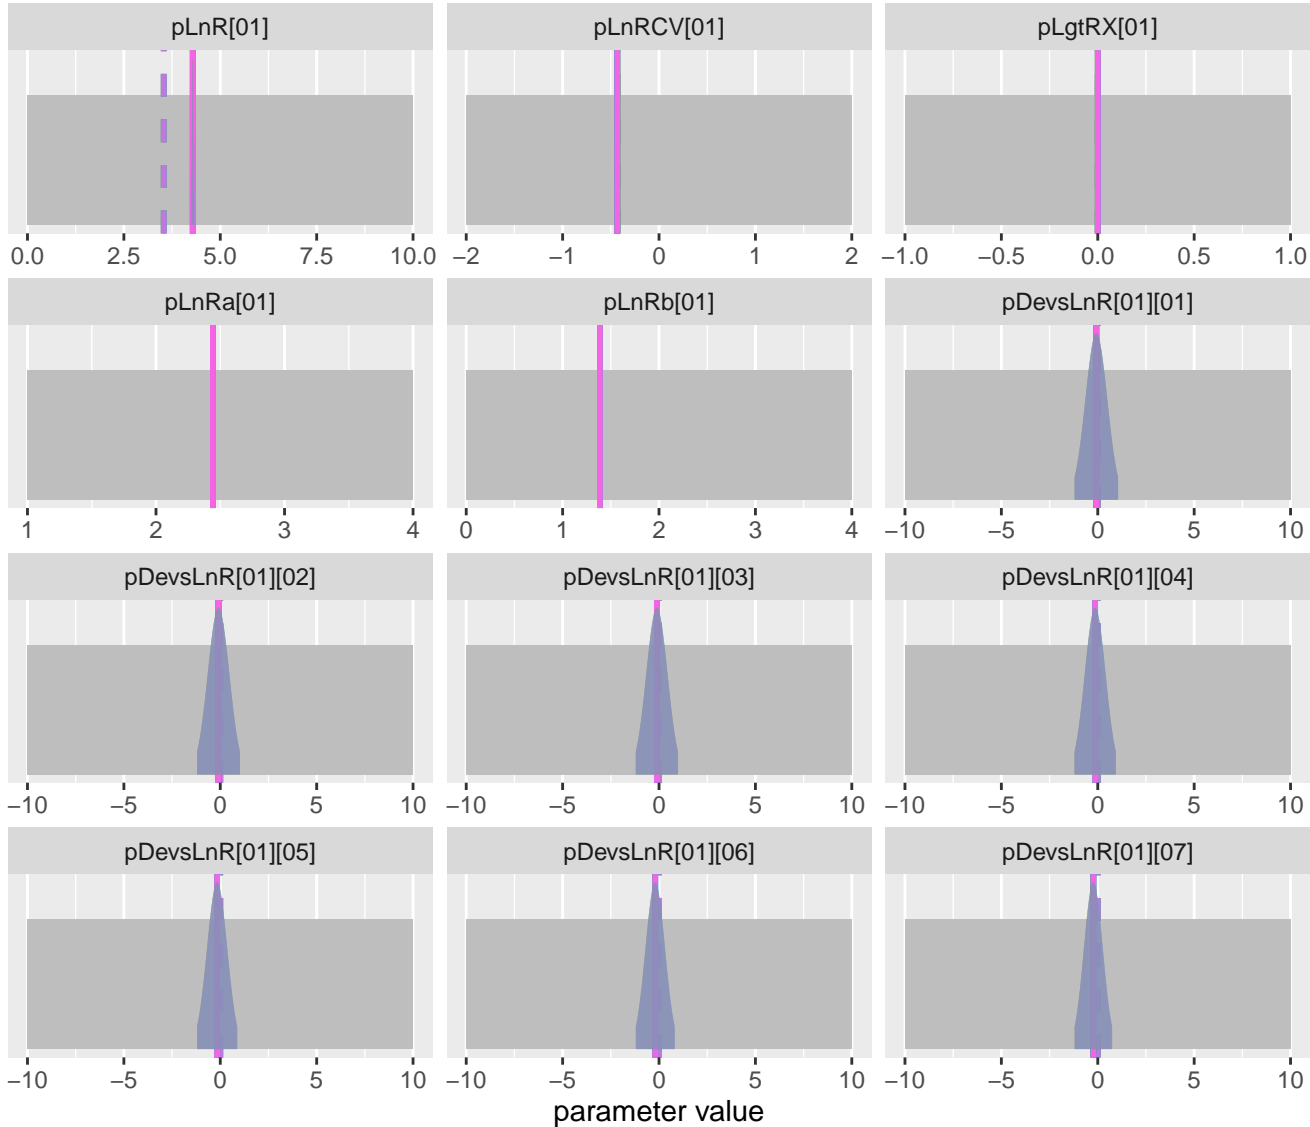 pLnR[01] pLnRCV[01] pLgtRX[01]
0.0 2.5 5.0 7.5 10.0 −2 −1 0 1 2 −1.0 −0.5 0.0 0.5 1.0
pLnRa[01] pLnRb[01] pDevsLnR[01][01]
1 2 3 4 0 1 2 3 4 −10 −5 0 5 10
pDevsLnR[01][02] pDevsLnR[01][03] pDevsLnR[01][04]
−10 −5 0 5 10 −10 −5 0 5 10 −10 −5 0 5 10
pDevsLnR[01][05] pDevsLnR[01][06] pDevsLnR[01][07]
−10 −5 0 5 10 −10 −5 0 5 10 −10 −5 0 5 10
parameter value